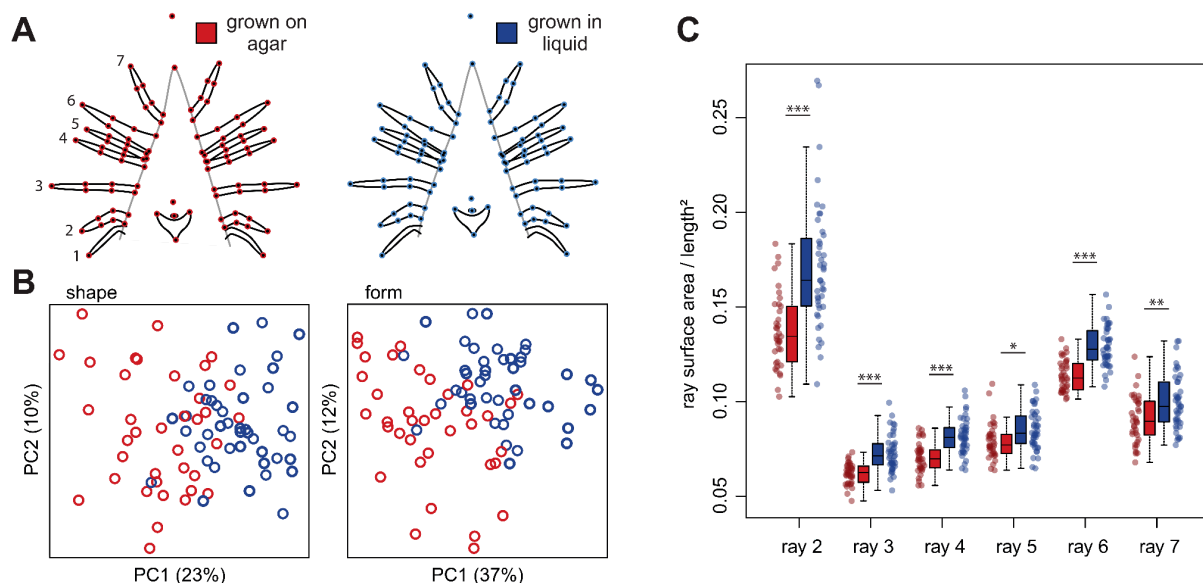 A
grown on
agar
grown in
liquid
7
6
5
4
3
2
1
B
shape
form
PC2 (10%)
PC1 (23%)
PC2 (12%)
PC1 (37%)
C
ray surface area / length²
0.25
0.20
0.15
0.10
0.05
***
***
***
*
***
**
ray 2
ray 3
ray 4
ray 5
ray 6
ray 7